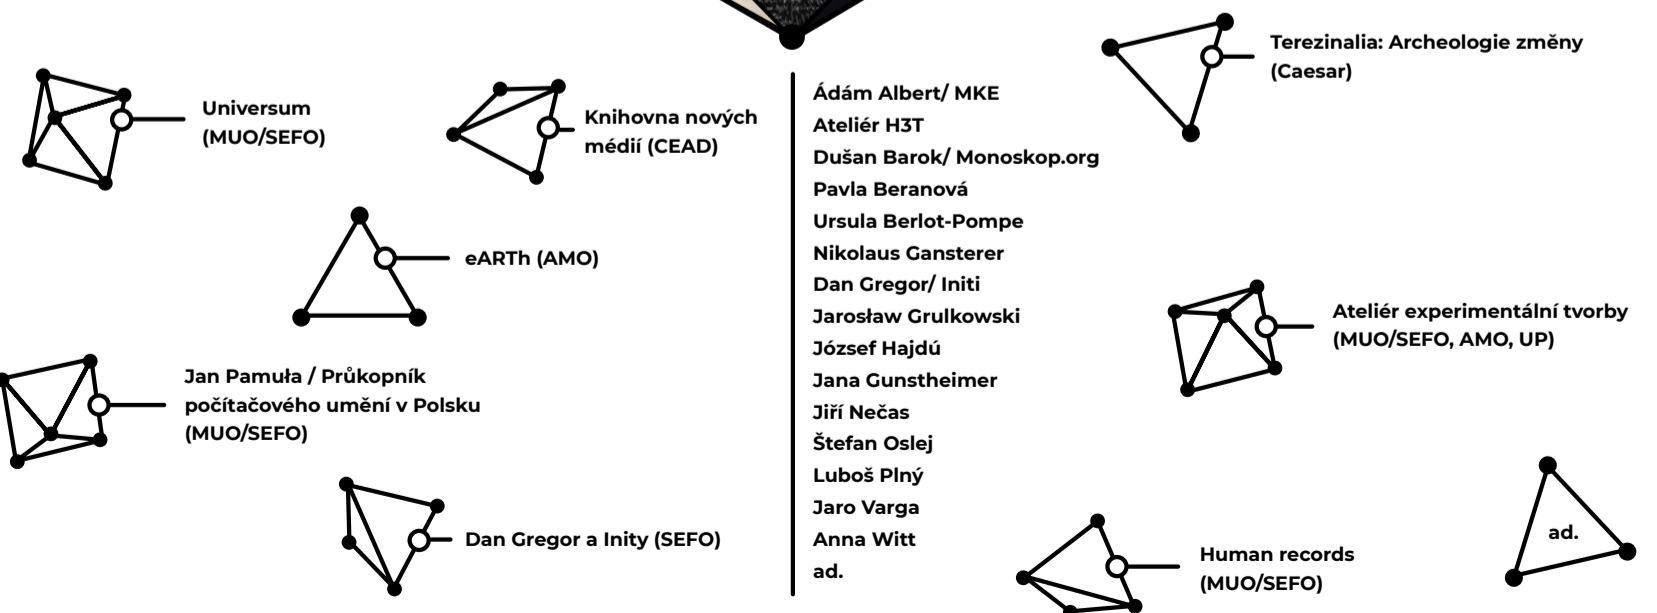 Universum
(MUO/SEFO)
Knihovna nových
médií (CEAD)
eARTh (AMO)
Jan Pamuła / Průkopník
počítačového umění v Polsku
(MUO/SEFO)
Dan Gregor a Inity (SEFO)
Ádám Albert/ MKE
Ateliér H3T
Dušan Barok/ Monoskop.org
Pavla Beranová
Ursula Berlot-Pompe
Nikolaus Gansterer
Dan Gregor/ Initi
Jarosław Grulkowski
József Hajdú
Jana Gunstheimer
Jiří Nečas
Štefan Oslej
Luboš Plný
Jaro Varga
Anna Witt
ad.
Terezinalia: Archeologie změny
(Caesar)
Ateliér experimentální tvorby
(MUO/SEFO, AMO, UP)
Human records
(MUO/SEFO)
ad.